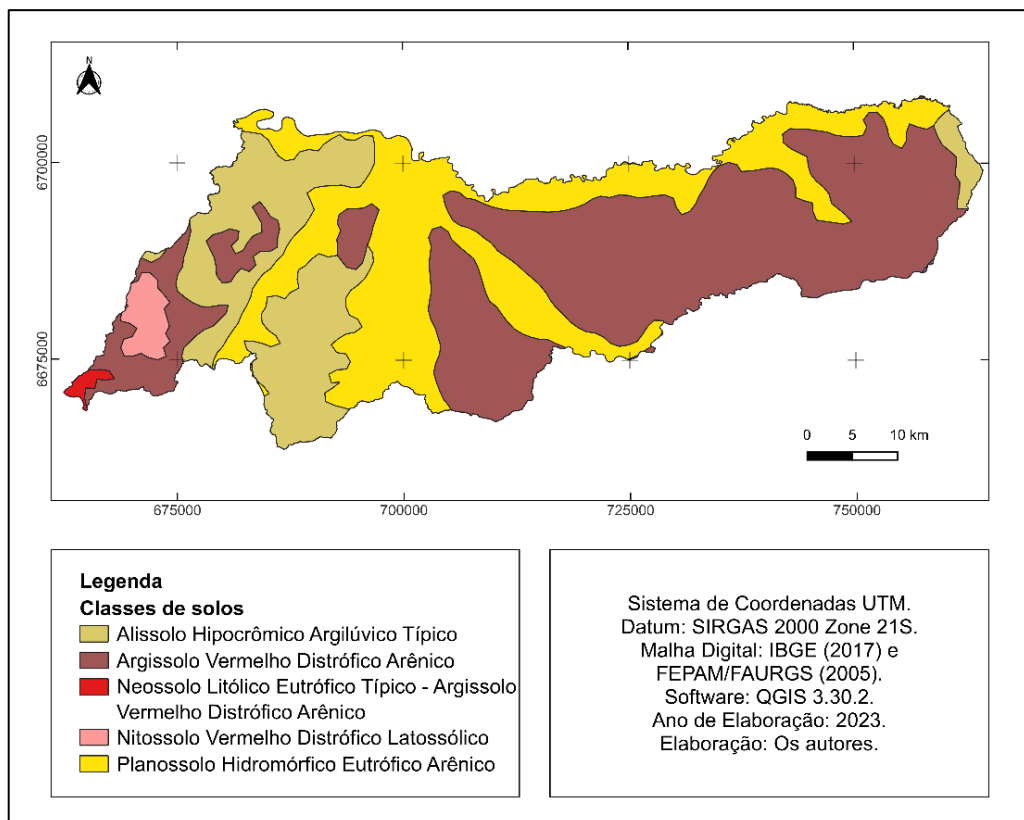 N
6700000
6675000
0 5 10 km
675000 700000 725000 750000
Legenda
Classes de solos
Alissolo Hipocrômico Argilúvico Típico
Argissolo Vermelho Distrófico Arênico
Neossolo Litólico Eutrófico Típico - Argissolo
Vermelho Distrófico Arênico
Nitossolo Vermelho Distrófico Latossólico
Planossolo Hidromórfico Eutrófico Arênico
Sistema de Coordenadas UTM.
Datum: SIRGAS 2000 Zone 21S.
Malha Digital: IBGE (2017) e
FEPAM/FAURGS (2005).
Software: QGIS 3.30.2.
Ano de Elaboração: 2023.
Elaboração: Os autores.